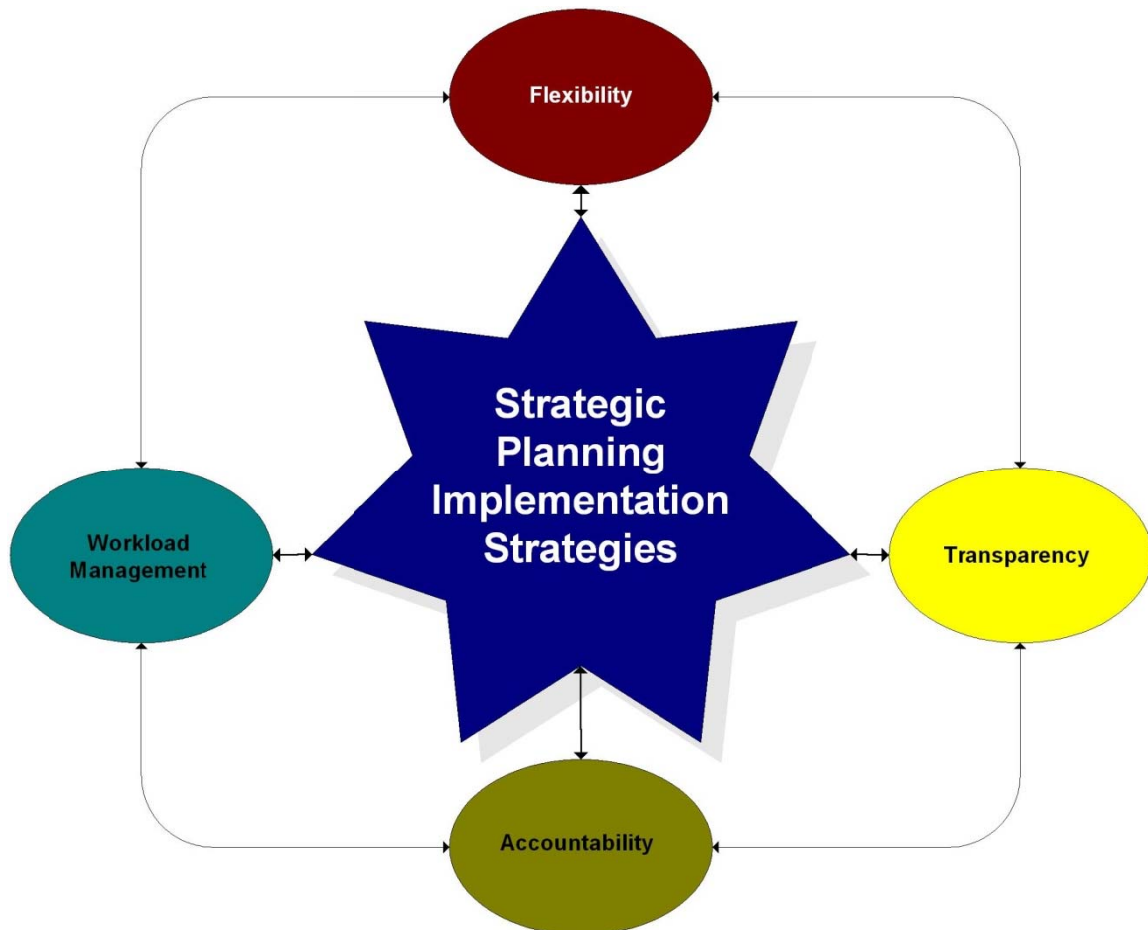 Flexibility
Strategic
Planning
Implementation
Strategies
Workload
Management
Transparency
Accountability